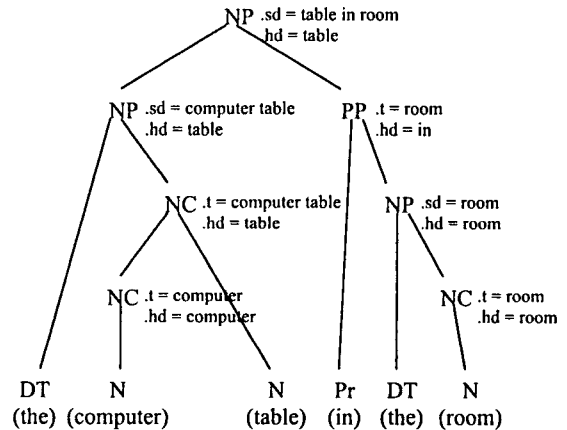 NP .sd = table in room
.hd = table
NP .sd = computer table
.hd = table
PP .t = room
.hd = in
NC .t = computer table
.hd = table
NP .sd = room
.hd = room
NC .t = computer
.hd = computer
NC .t = room
.hd = room
DT N N Pr DT N
(the) (computer) (table) (in) (the) (room)